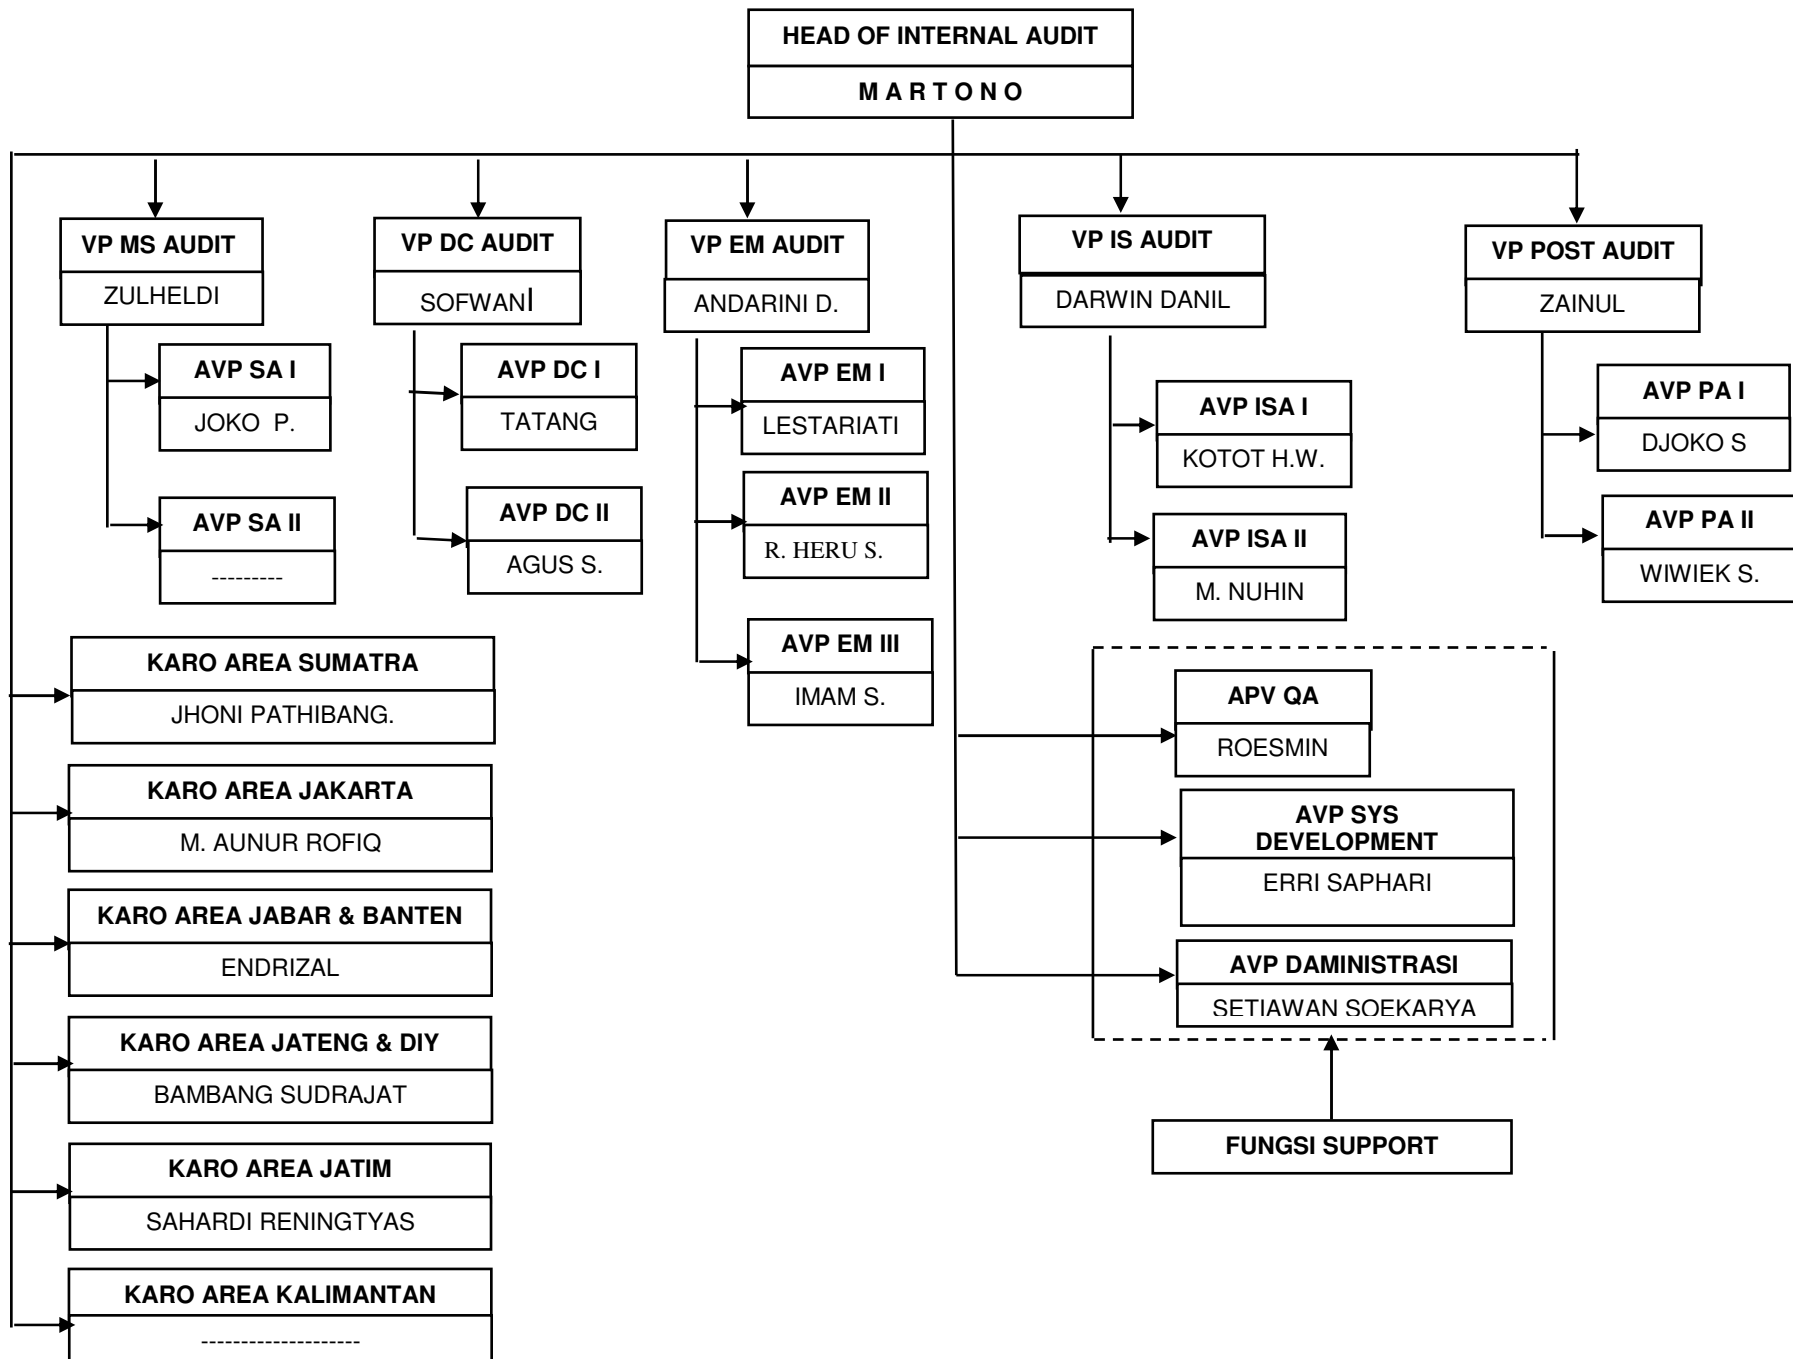 HEAD OF INTERNAL AUDIT
M A R T O N O
VP MS AUDIT
ZULHELDI
VP DC AUDIT
SOFWANI
VP EM AUDIT
ANDARINI D.
VP IS AUDIT
DARWIN DANIL
VP POST AUDIT
ZAINUL
AVP SA I
JOKO P.
AVP SA II
---------
AVP DC I
TATANG
AVP DC II
AGUS S.
AVP EM I
LESTARIATI
AVP EM II
R. HERU S.
AVP EM III
IMAM S.
AVP ISA I
KOTOT H.W.
AVP ISA II
M. NUHIN
AVP PA I
DJOKO S
AVP PA II
WIWIEK S.
KARO AREA SUMATRA
JHONI PATHIBANG.
KARO AREA JAKARTA
M. AUNUR ROFIQ
KARO AREA JABAR & BANTEN
ENDRIZAL
KARO AREA JATENG & DIY
BAMBANG SUDRAJAT
KARO AREA JATIM
SAHARDI RENINGTYAS
KARO AREA KALIMANTAN
--------------------
APV QA
ROESMIN
AVP SYS
DEVELOPMENT
ERRI SAPHARI
AVP DAMINISTRASI
SETIAWAN SOEKARYA
FUNGSI SUPPORT